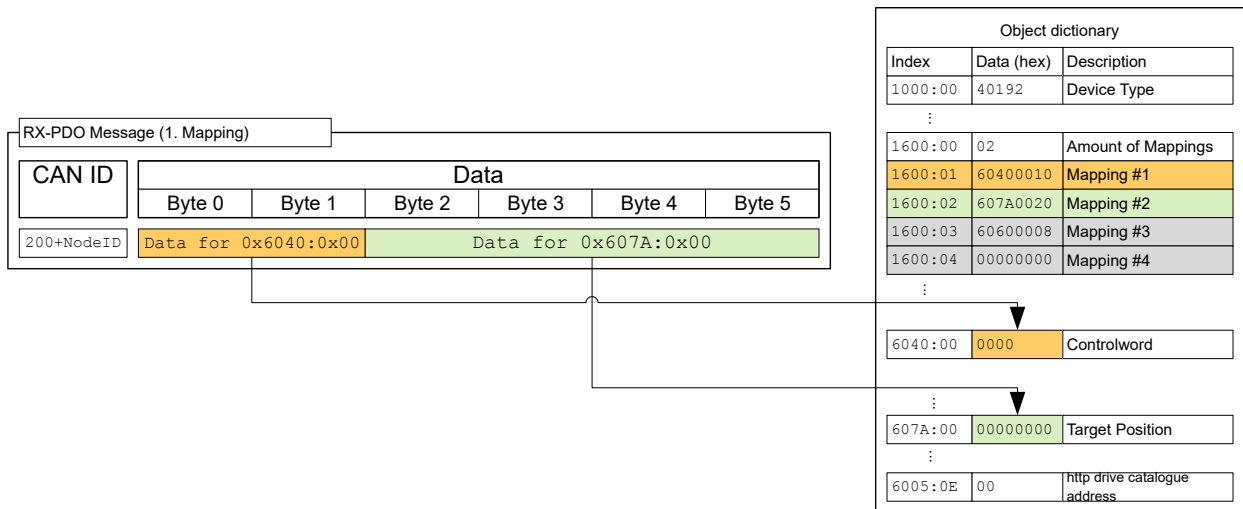 RX-PDO Message (1. Mapping)
CAN ID
Data
Byte 0 Byte 1 Byte 2 Byte 3 Byte 4 Byte 5
200+NodeID Data for 0x6040:0x00 Data for 0x607A:0x00
Object dictionary
Index Data (hex) Description
1000:00 40192 Device Type
⋮
1600:00 02 Amount of Mappings
1600:01 60400010 Mapping #1
1600:02 607A0020 Mapping #2
1600:03 60600008 Mapping #3
1600:04 00000000 Mapping #4
⋮
6040:00 0000 Controlword
⋮
607A:00 00000000 Target Position
⋮
6005:0E 00 http drive catalogue
address